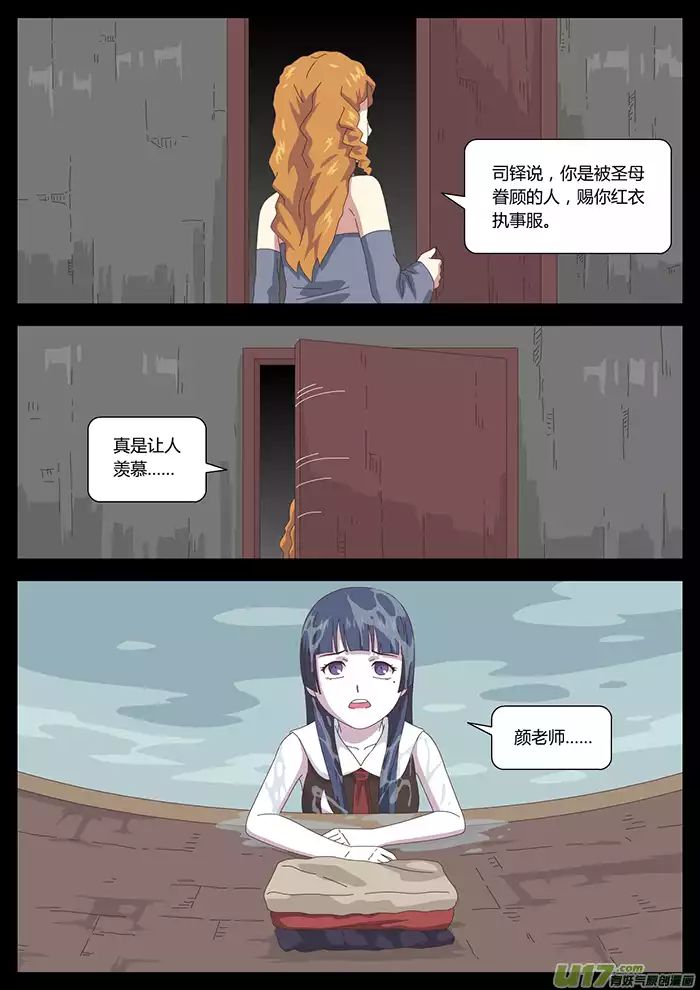 司铎说，你是被圣母
眷顾的人，赐你红衣
执事服。
真是让人
羡慕……
颜老师……
U17.com
有妖气原创漫画